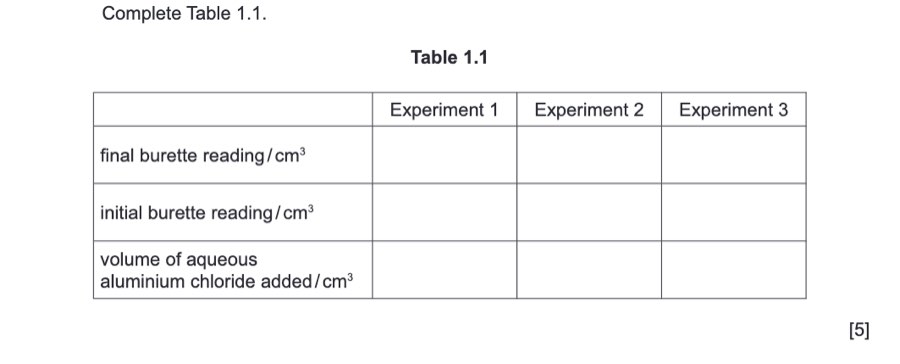 Complete Table 1.1.
Table 1.1
Experiment 1 Experiment 2 Experiment 3
final burette reading/cm³
initial burette reading/cm³
volume of aqueous
aluminium chloride added/cm³
[5]